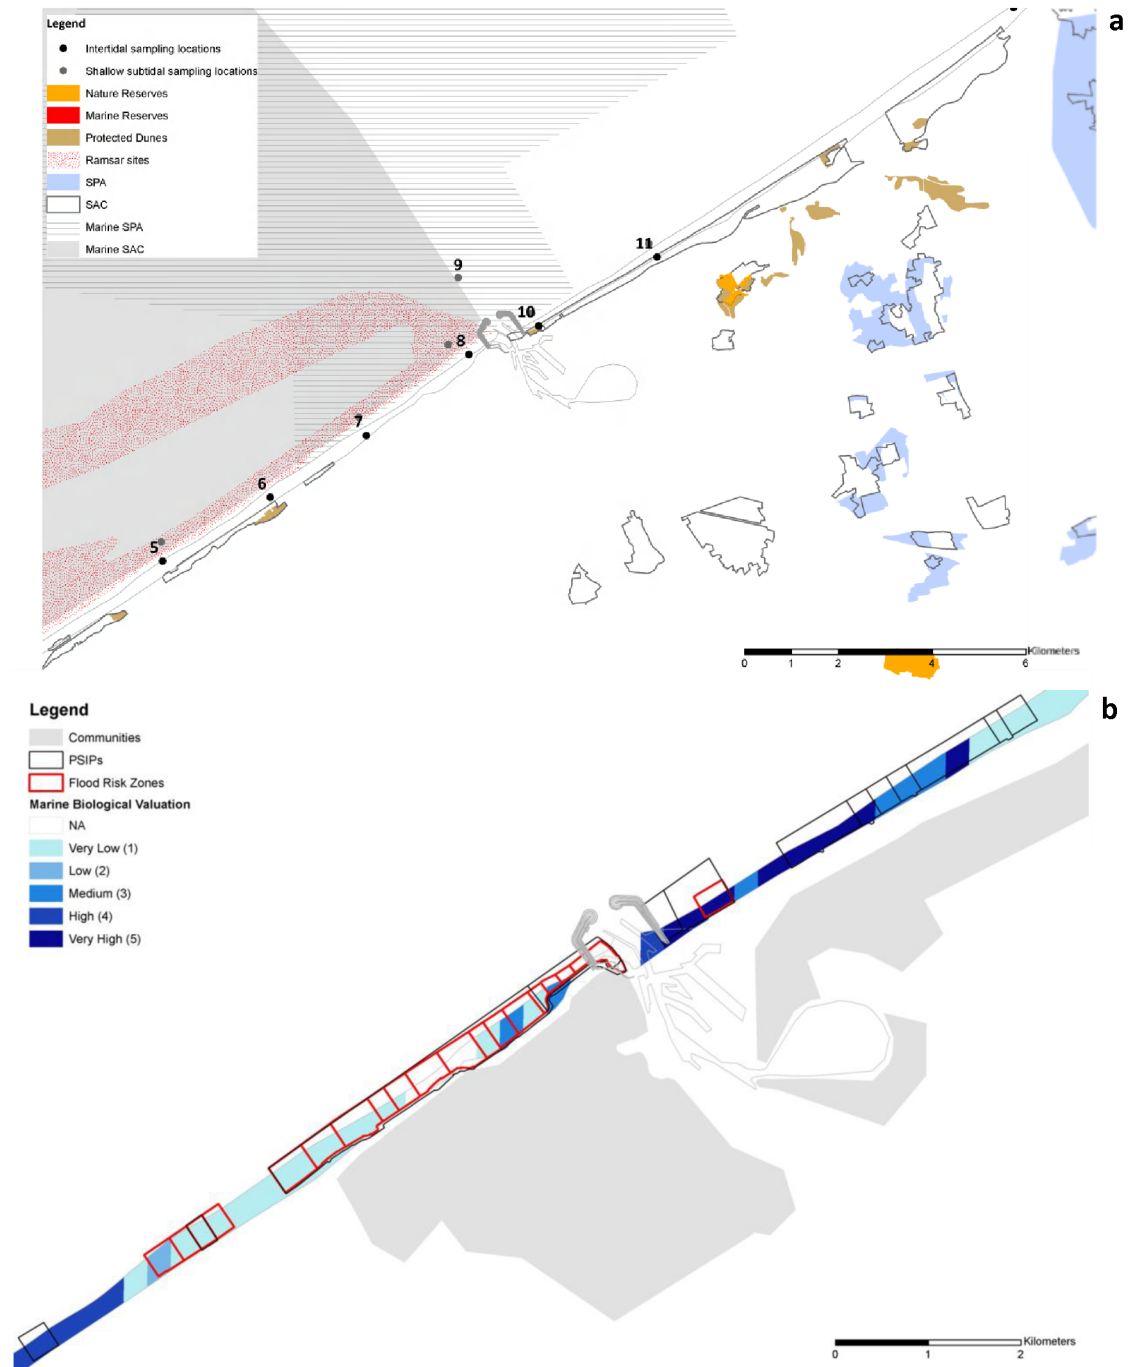 a
Legend
Intertidal sampling locations
Shallow subtidal sampling locations
Nature Reserves
Marine Reserves
Protected Dunes
Ramsar sites
SPA
SAC
Marine SPA
Marine SAC
11
9
10
8
7
6
5
Kilometers
0 1 2 4 6
b
Legend
Communities
PSIPs
Flood Risk Zones
Marine Biological Valuation
NA
Very Low (1)
Low (2)
Medium (3)
High (4)
Very High (5)
Kilometers
0 1 2